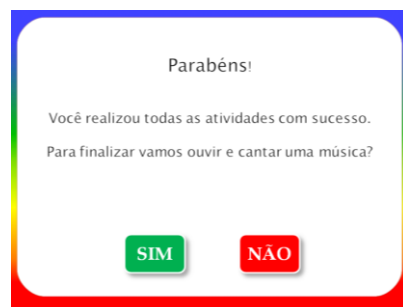 Parabéns!
Você realizou todas as atividades com sucesso.
Para finalizar vamos ouvir e cantar uma música?
SIM NÃO